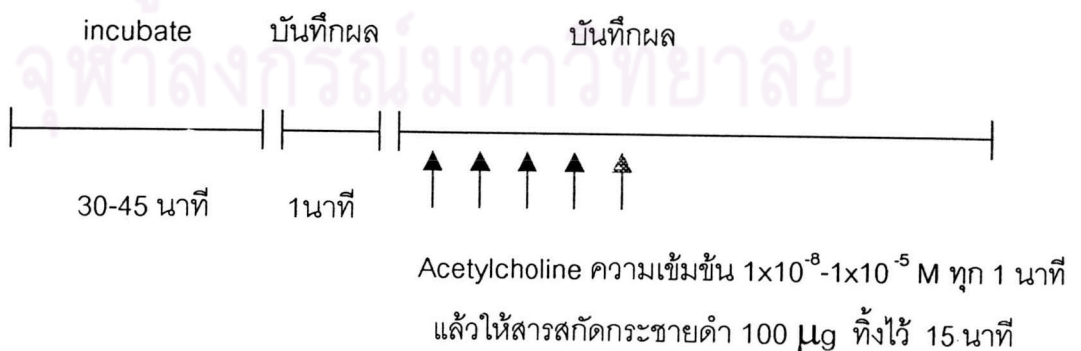 incubate บันทึกผล บันทึกผล
จุฬาลงกรณ์มหาวิทยาลัย
30-45 นาที 1นาที
Acetylcholine ความเข้มข้น 1x10⁻⁸-1x10⁻⁵ M ทุก 1 นาที
แล้วให้สารสกัดกระชายดำ 100 µg ทิ้งไว้ 15 นาที